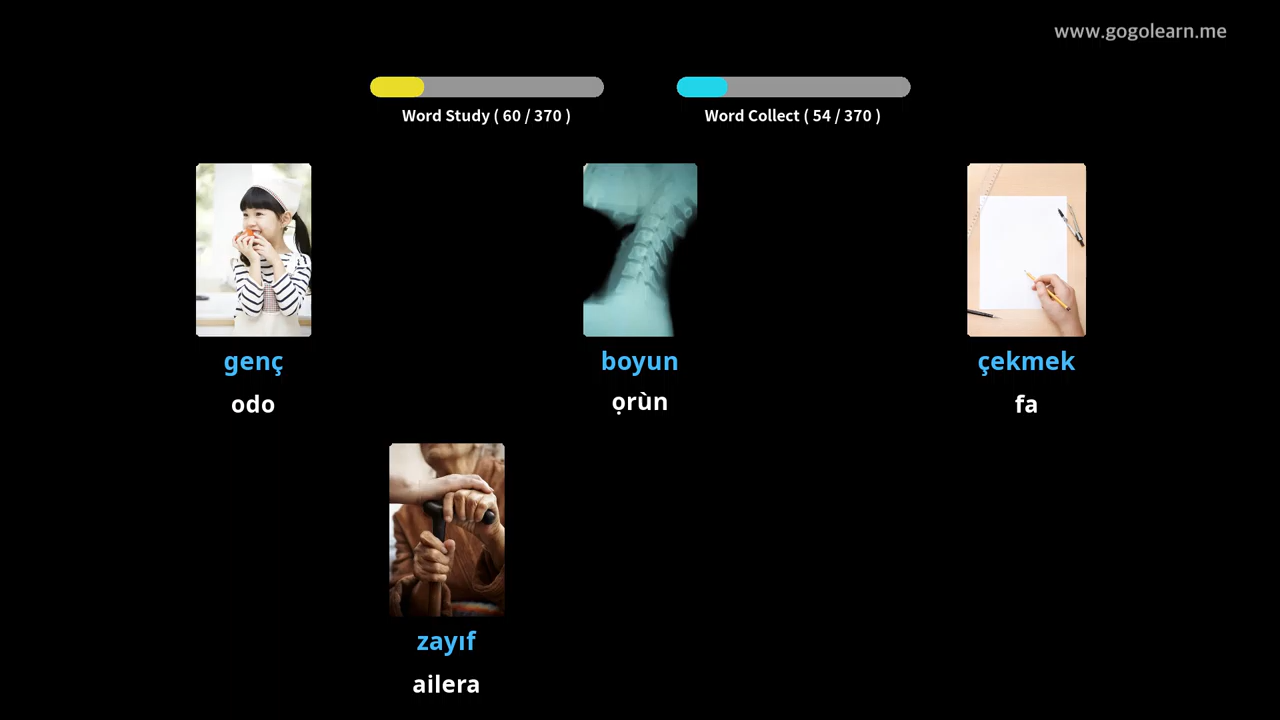 www.gogolearn.me
Word Study ( 60 / 370 )
Word Collect ( 54 / 370 )
genç
odo
boyun
ọrùn
çekmek
fa
zayıf
ailera